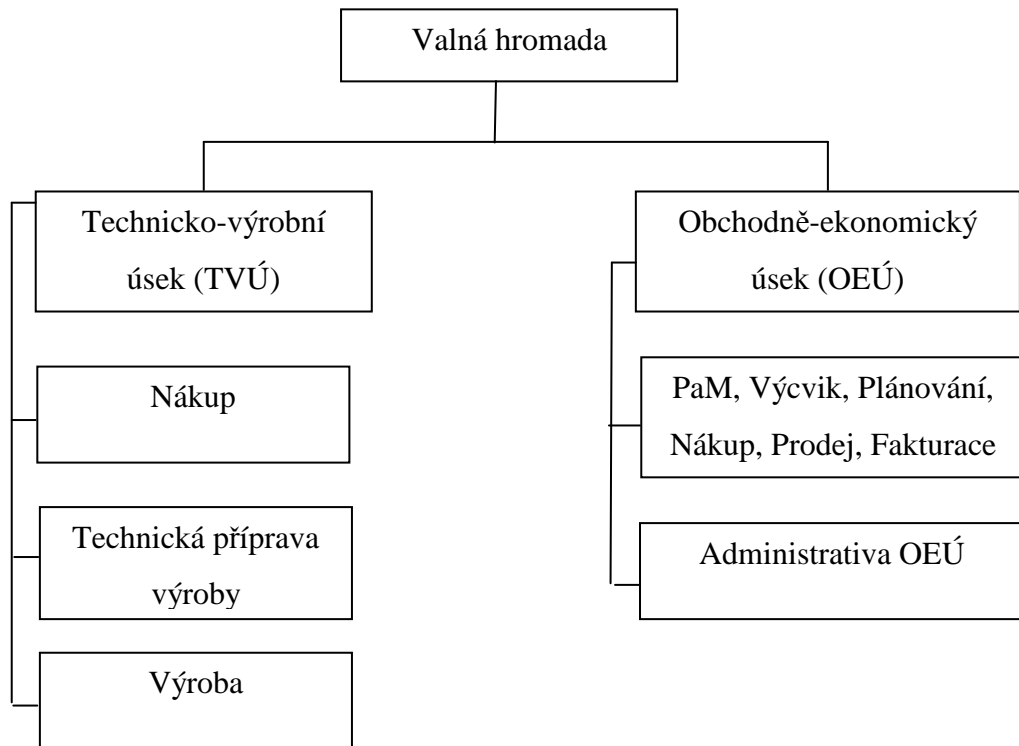 Valná hromada
Technicko-výrobní
úsek (TVÚ)
Nákup
Technická příprava
výroby
Výroba
Obchodně-ekonomický
úsek (OEÚ)
PaM, Výcvik, Plánování,
Nákup, Prodej, Fakturace
Administrativa OEÚ